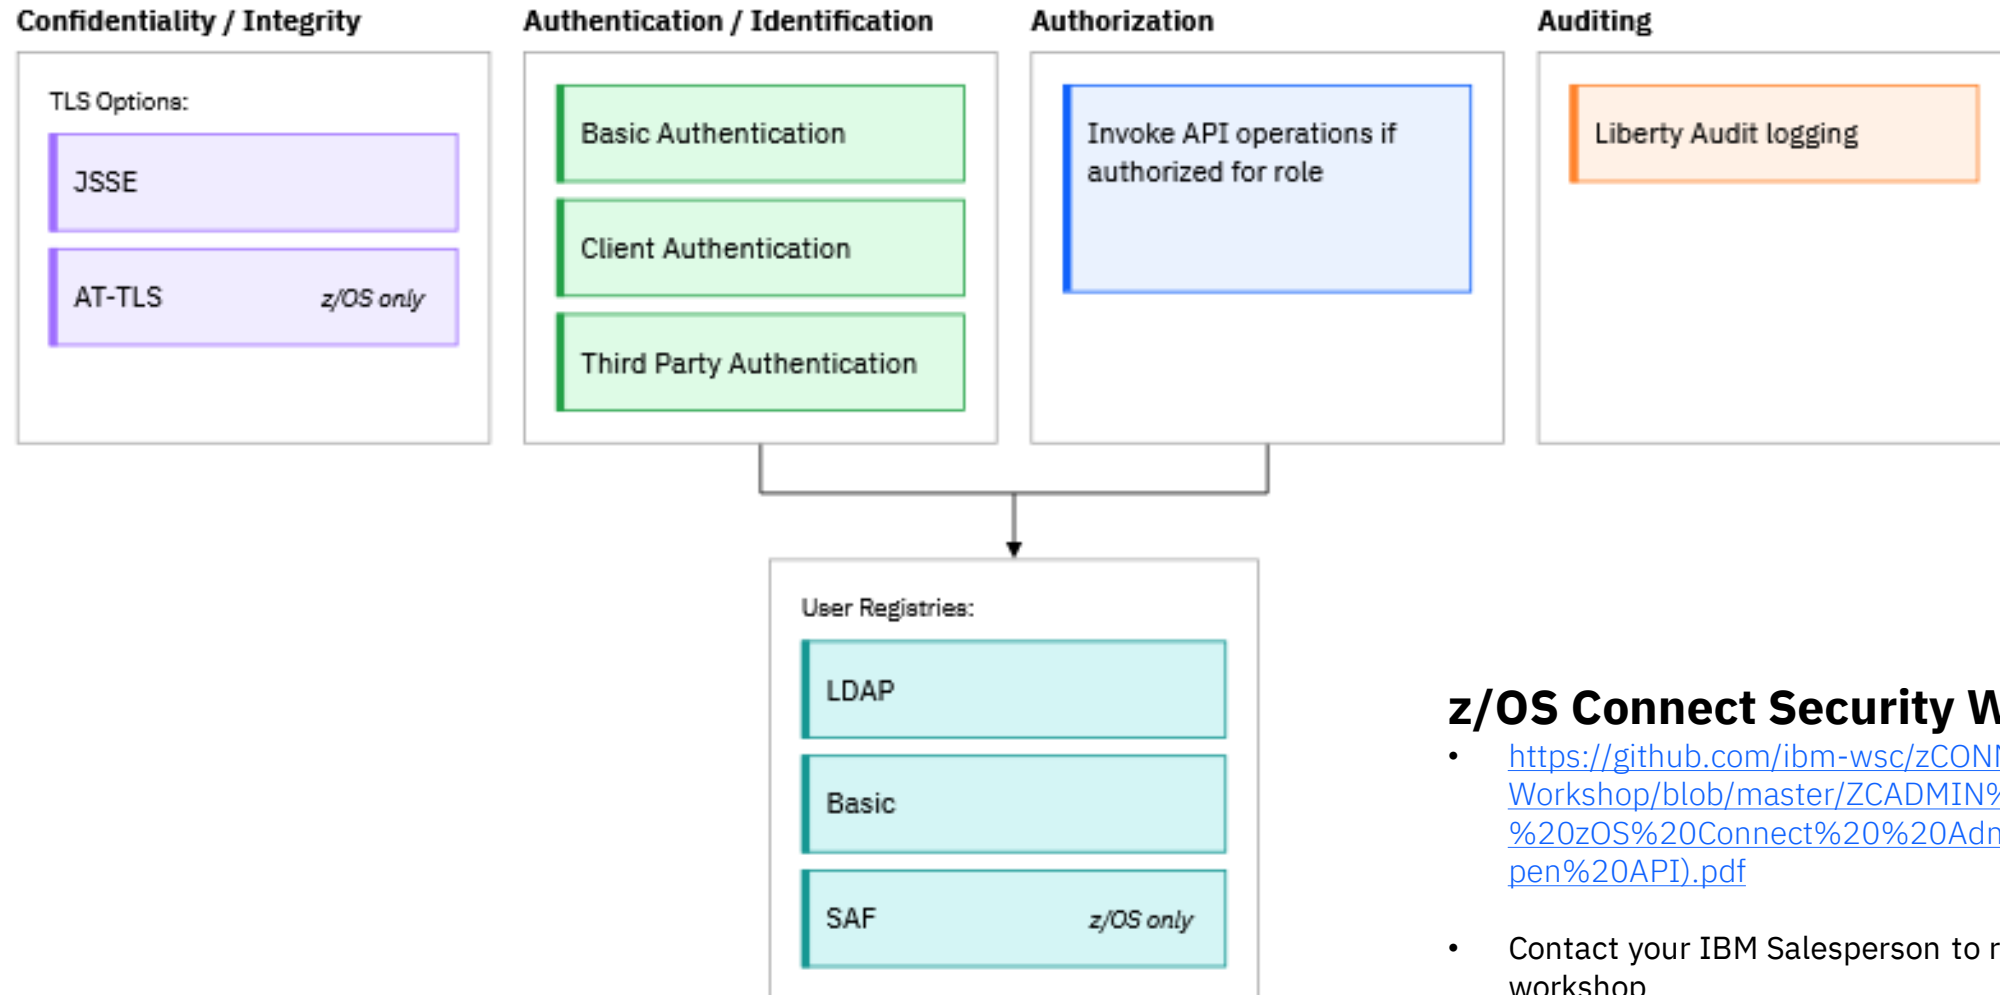 Confidentiality / Integrity
TLS Options:
JSSE
AT-TLS z/OS only
Authentication / Identification
Basic Authentication
Client Authentication
Third Party Authentication
Authorization
Invoke API operations if
authorized for role
Auditing
Liberty Audit logging
User Registries:
LDAP
Basic
SAF z/OS only
z/OS Connect Security
• https://github.com/ibm-wsc/zCON
Workshop/blob/master/ZCADMIN%
%20zOS%20Connect%20%20Adm
pen%20API).pdf
• Contact your IBM Salesperson to
workshop